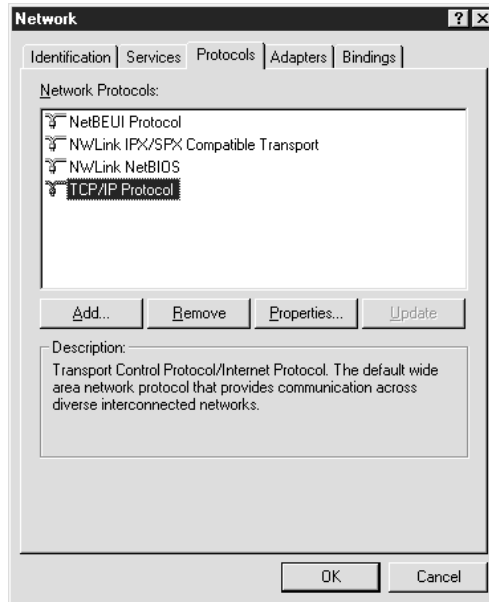 Network
Identification Services Protocols Adapters Bindings
Network Protocols:
NetBEUI Protocol
NWLink IPX/SPX Compatible Transport
NWLink NetBIOS
TCP/IP Protocol
Add... Remove Properties... Update
Description:
Transport Control Protocol/Internet Protocol. The default wide
area network protocol that provides communication across
diverse interconnected networks.
OK Cancel